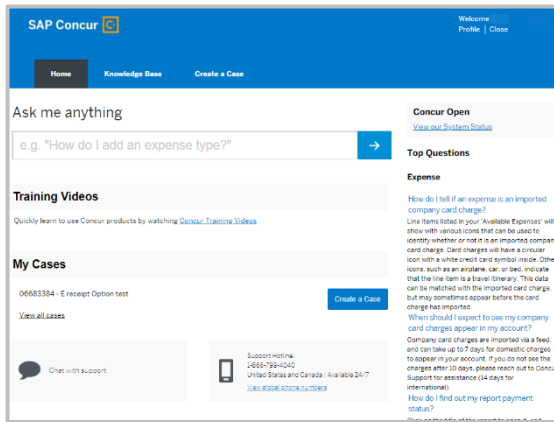 SAP Concur C
Welcome
Profile | Close
Home Knowledge Base Create a Case
Ask me anything
e.g. "How do I add an expense type?"
Training Videos
Quickly learn to use Concur products by watching Concur Training Videos
My Cases
06683384 - E receipt Option test
Create a Case
View all cases
Chat with support
Support Hotline:
1-866-793-4040
United States and Canada | Available 24/7
View global phone numbers
Concur Open
View our System Status
Top Questions
Expense
How do I tell if an expense is an imported
company card charge?
Line items listed in your 'Available Expenses' will
show with various icons that can be used to
identify whether or not it is an imported compan
card charge. Card charges will have a circular
icon with a white credit card symbol inside. Othe
icons, such as an airplane, car, or bed, indicate
that the line item is a travel itinerary. This data
can be matched with the imported card charge,
but may sometimes appear before the card
charge has imported.
When should I expect to see my company
card charges appear in my account?
Company card charges are imported via a feed;
and can take up to 7 days for domestic charges
to appear in your account. If you do not see the
charges after 10 days, please reach out to Concu
Support for assistance (14 days for
international).
How do I find out my report payment
status?